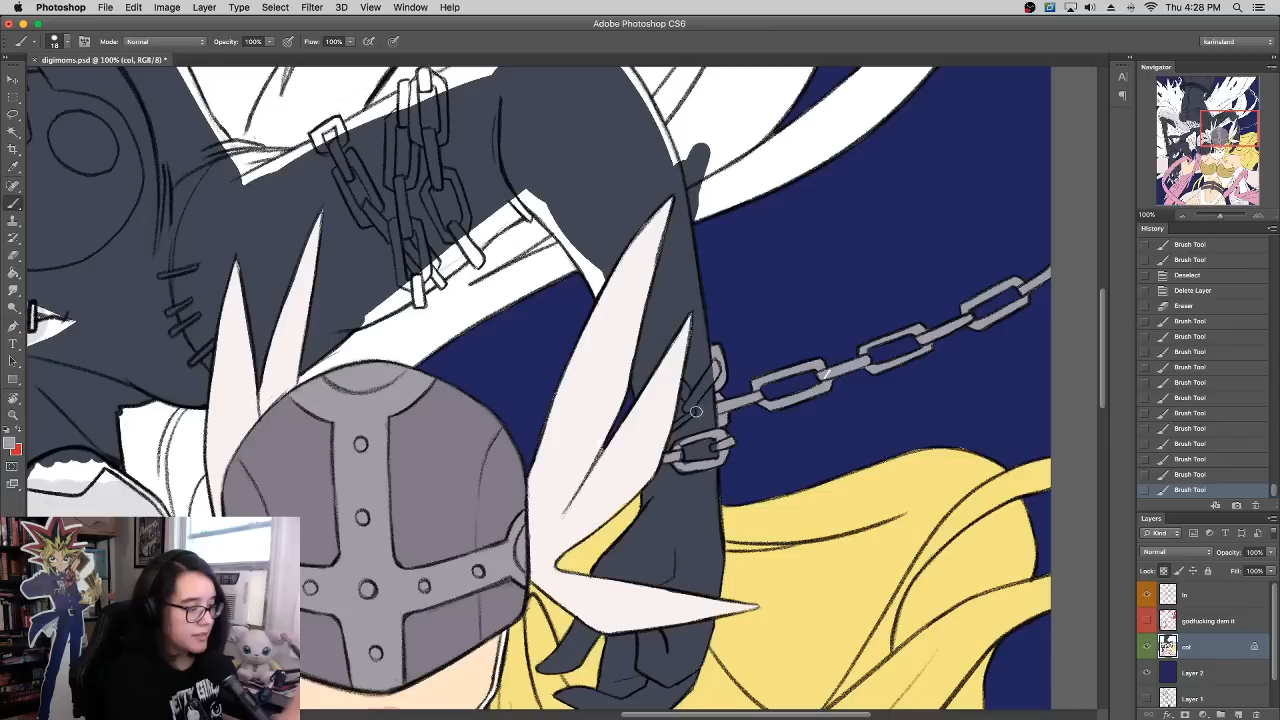 Photoshop File Edit Image Layer Type Select Filter 3D View Window Help
Thu 4:28 PM
Adobe Photoshop CS6
18 Mode: Normal Opacity: 100% Flow: 100% karinaland
digimoms.psd @ 100% (col, RGB/8) *
Navigator
100%
History
Brush Tool
Brush Tool
Deselect
Delete Layer
Eraser
Brush Tool
Brush Tool
Brush Tool
Brush Tool
Brush Tool
Brush Tool
Brush Tool
Brush Tool
Brush Tool
Brush Tool
Brush Tool
Brush Tool
Layers
Kind
Normal Opacity: 100%
Lock: Fill: 100%
godfucking dam it
col
Layer 2
Layer 1